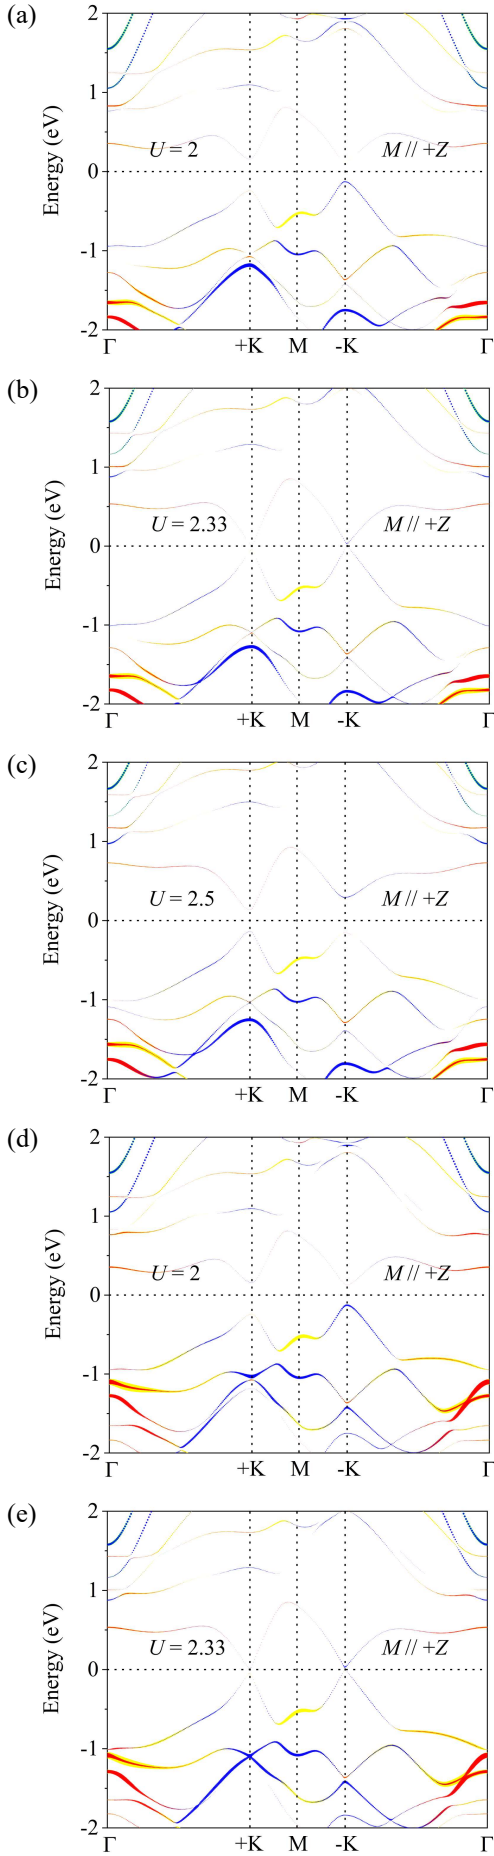 (a)
2
1
0
-1
-2
Energy (eV)
U = 2
M // +Z
Γ
+K
M
-K
Γ
(b)
2
1
0
-1
-2
Energy (eV)
U = 2.33
M // +Z
Γ
+K
M
-K
Γ
(c)
2
1
0
-1
-2
Energy (eV)
U = 2.5
M // +Z
Γ
+K
M
-K
Γ
(d)
2
1
0
-1
-2
Energy (eV)
U = 2
M // +Z
Γ
+K
M
-K
Γ
(e)
2
1
0
-1
-2
Energy (eV)
U = 2.33
M // +Z
Γ
+K
M
-K
Γ